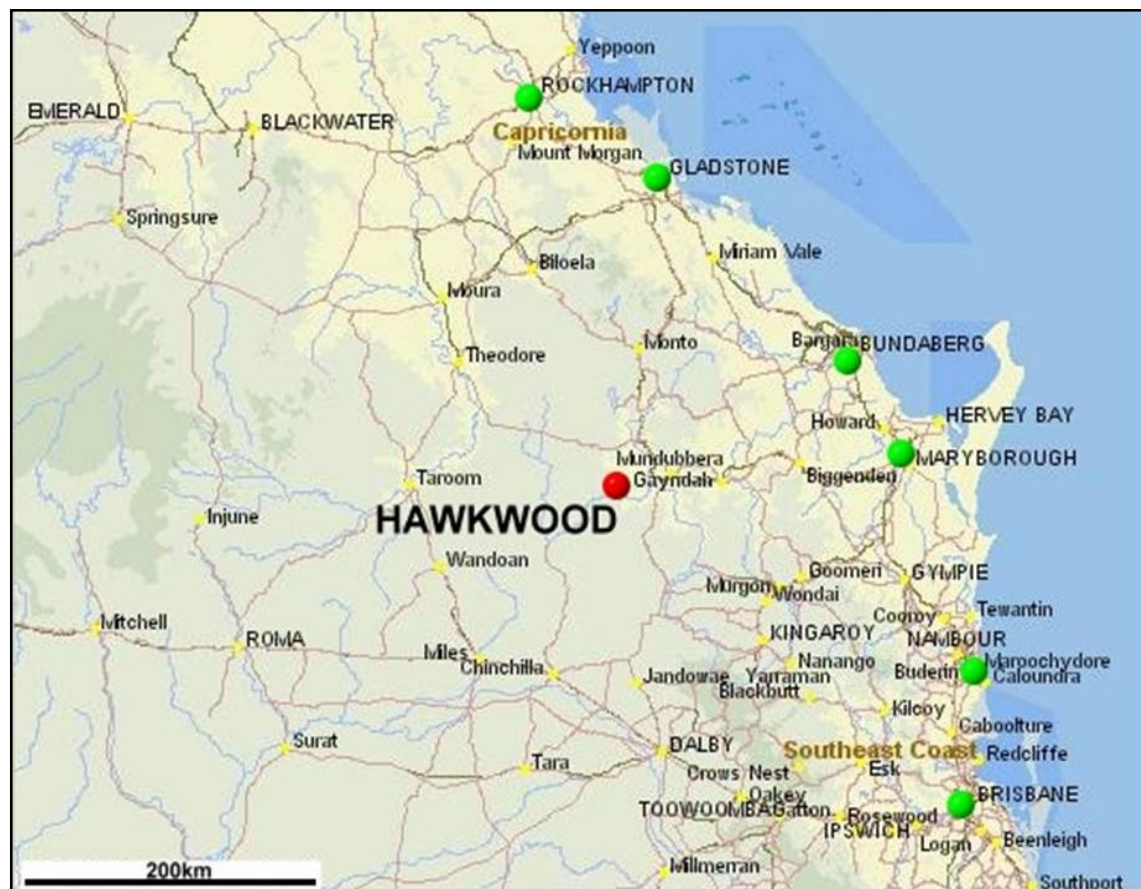 Yeppoon
ROCKHAMPTON
EMERALD
BLACKWATER
Capricornia
Mount Morgan
GLADSTONE
Springsure
Miriam Vale
Biloela
Moura
Bargara
BUNDABERG
Monto
Theodore
Howard
HERVEY BAY
Mundubbera
MARYBOROUGH
Biggenden
Gayndah
Taroom
HAWKWOOD
Injune
Wandoan
Goomeri
GYMPIE
Murgon
Wondai
Cooroy
Tewantin
Mitchell
ROMA
KINGAROY
NAMBOUR
Miles
Chinchilla
Nanango
Buderim
Caloundra
Jandowae
Yarraman
Blackbutt
Kilcoy
Caboolture
Surat
DALBY
Southeast Coast
Redcliffe
Tara
Crows Nest
Esk
Oakey
BRISBANE
TOOWOOMBA
Gatton
Rosewood
IPSWICH
Logan
Beenleigh
200km
Millmerran
Southport